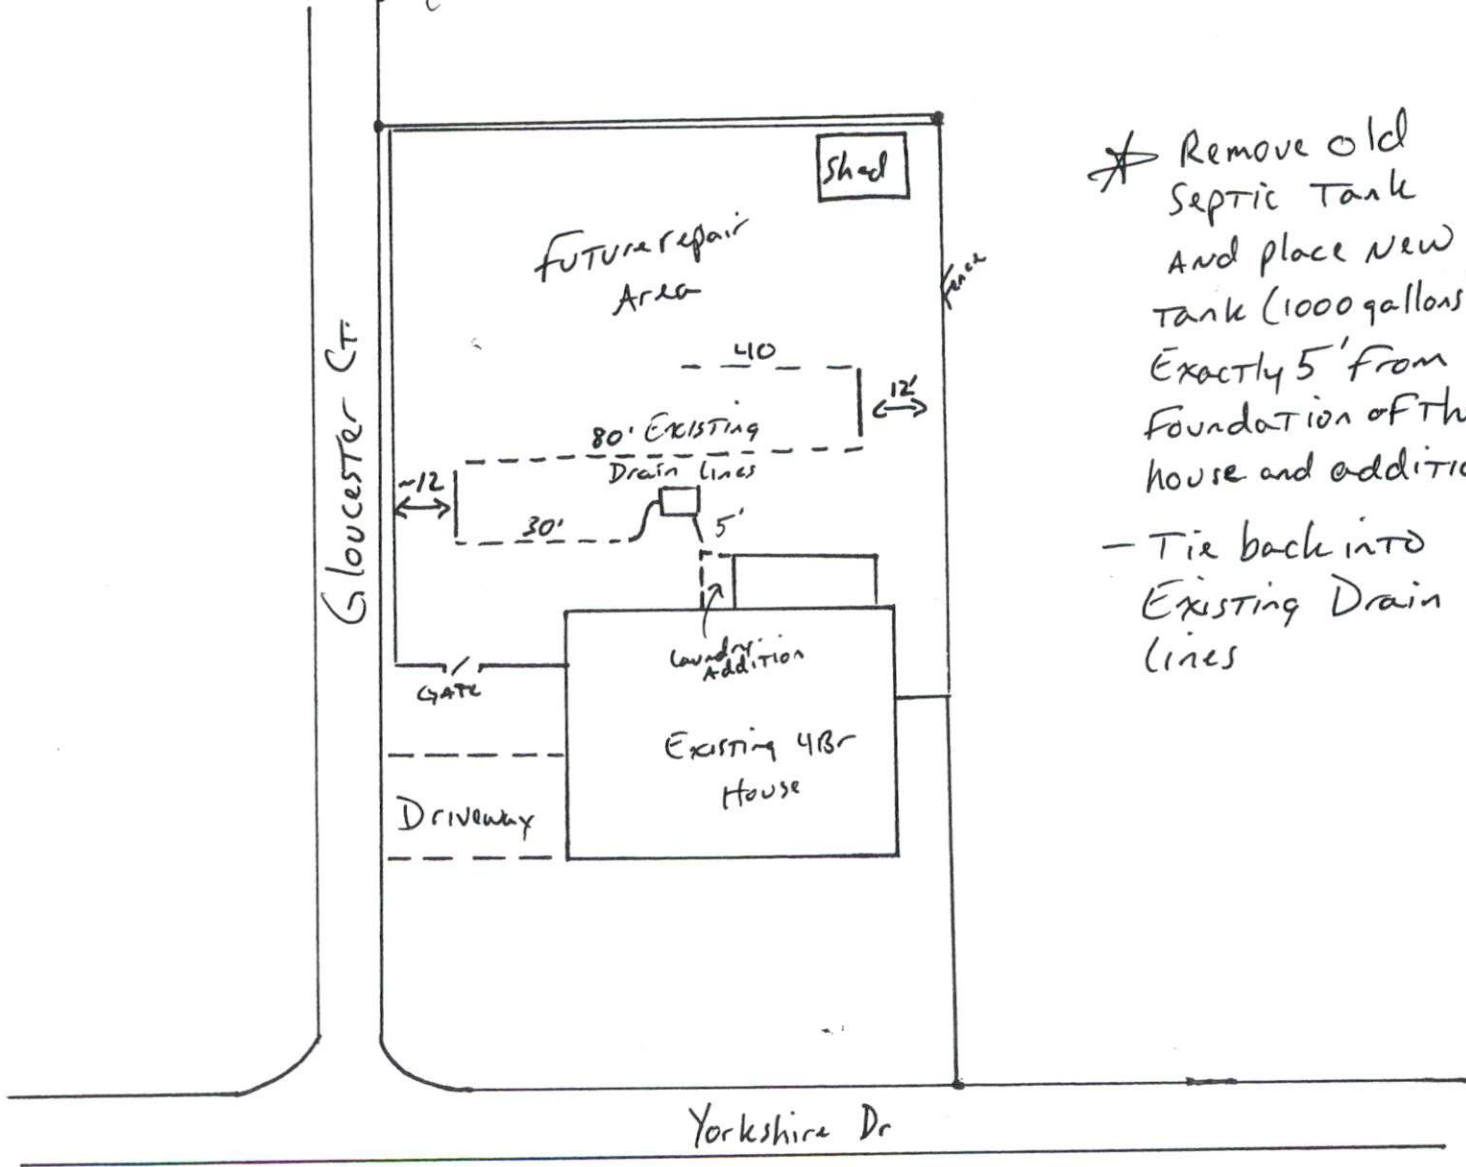 Shed
Future repair
Area
fence
40
12'
80' Existing
Drain lines
~12
30'
5'
Laundry
Addition
GATE
Existing 4Br
House
Driveway
Gloucester CT.
Yorkshire Dr
* Remove old
Septic Tank
And place New
Tank (1000 gallons
Exactly 5' from
Foundation of Th
house and additi
- Tie back into
Existing Drain
lines